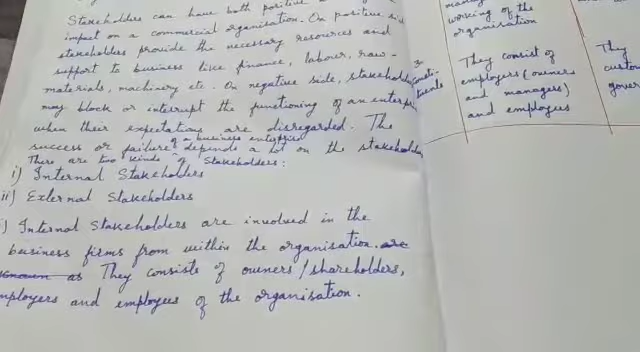 Stakeholders can have both positive
impact on a commercial organisation. On positive side
stakeholders provide the necessary resources and
support to business like finance, labour, raw-
materials, machinery etc. On negative side, stakeholders
may block or interrupt the functioning of an enterprise
when their expectations are disregarded. The
success or failure of a business enterprise depends a lot on the stakeholders
There are two kinds of Stakeholders:
i) Internal Stakeholders
ii) External Stakeholders
i) Internal Stakeholders are involved in the
business firms from within the organisation. are
known as They consists of owners/shareholders,
employers and employees of the organisation.
working of the
organisation
3.
They consist of
employers (owners
and managers)
and employees
They